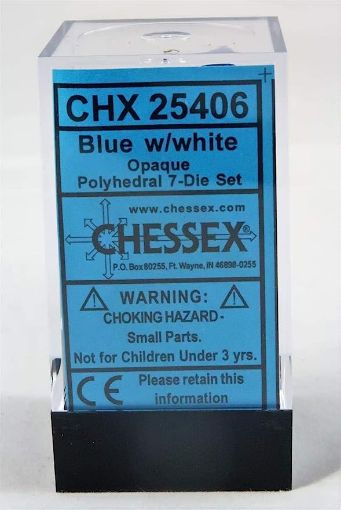 CHX 25406
Blue w/white
Opaque
Polyhedral 7-Die Set
www.chessex.com
CHESSEX®
P.O. Box 80255, Ft. Wayne, IN 46898-0255
WARNING:
CHOKING HAZARD -
Small Parts.
Not for Children Under 3 yrs.
CE Please retain this
information